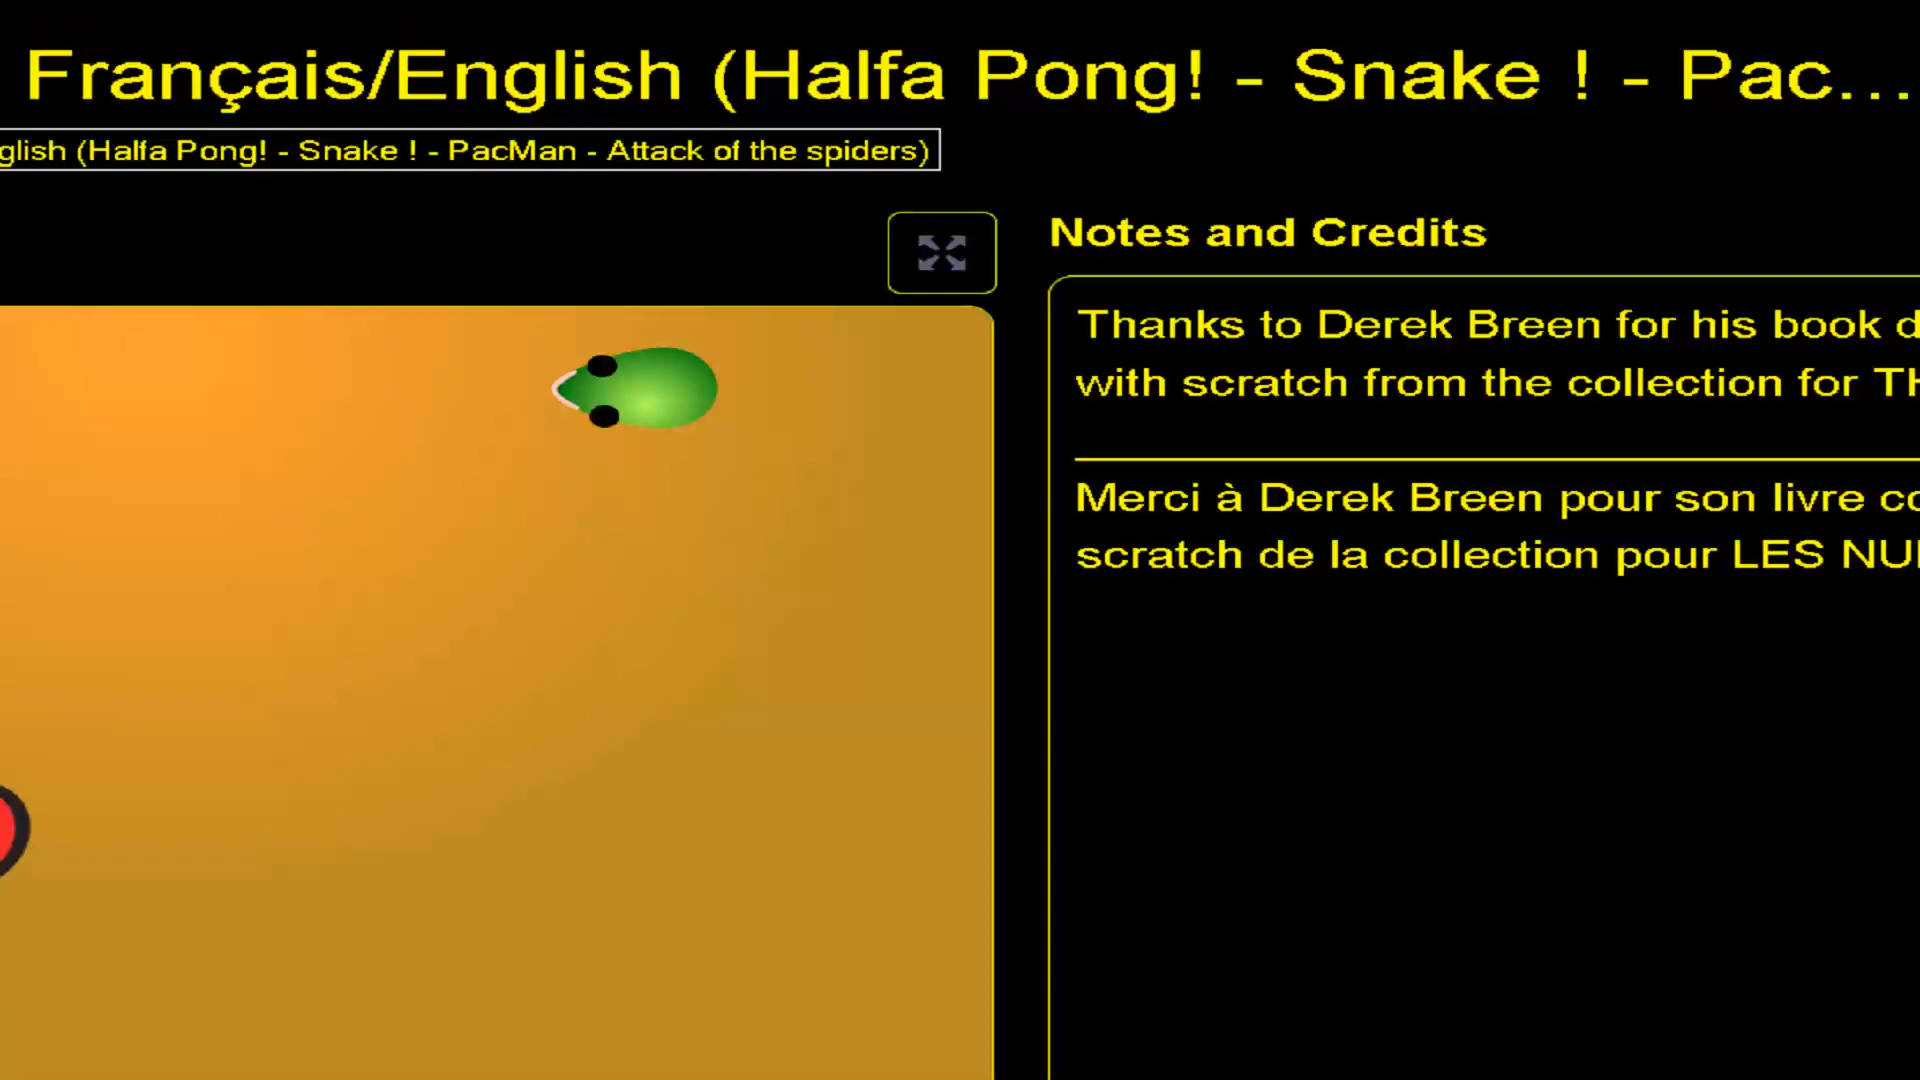 Français/English (Halfa Pong! - Snake ! - Pac...
glish (Halfa Pong! - Snake ! - PacMan - Attack of the spiders)
Notes and Credits
Thanks to Derek Breen for his book
with scratch from the collection for
Merci à Derek Breen pour son livre
scratch de la collection pour LES